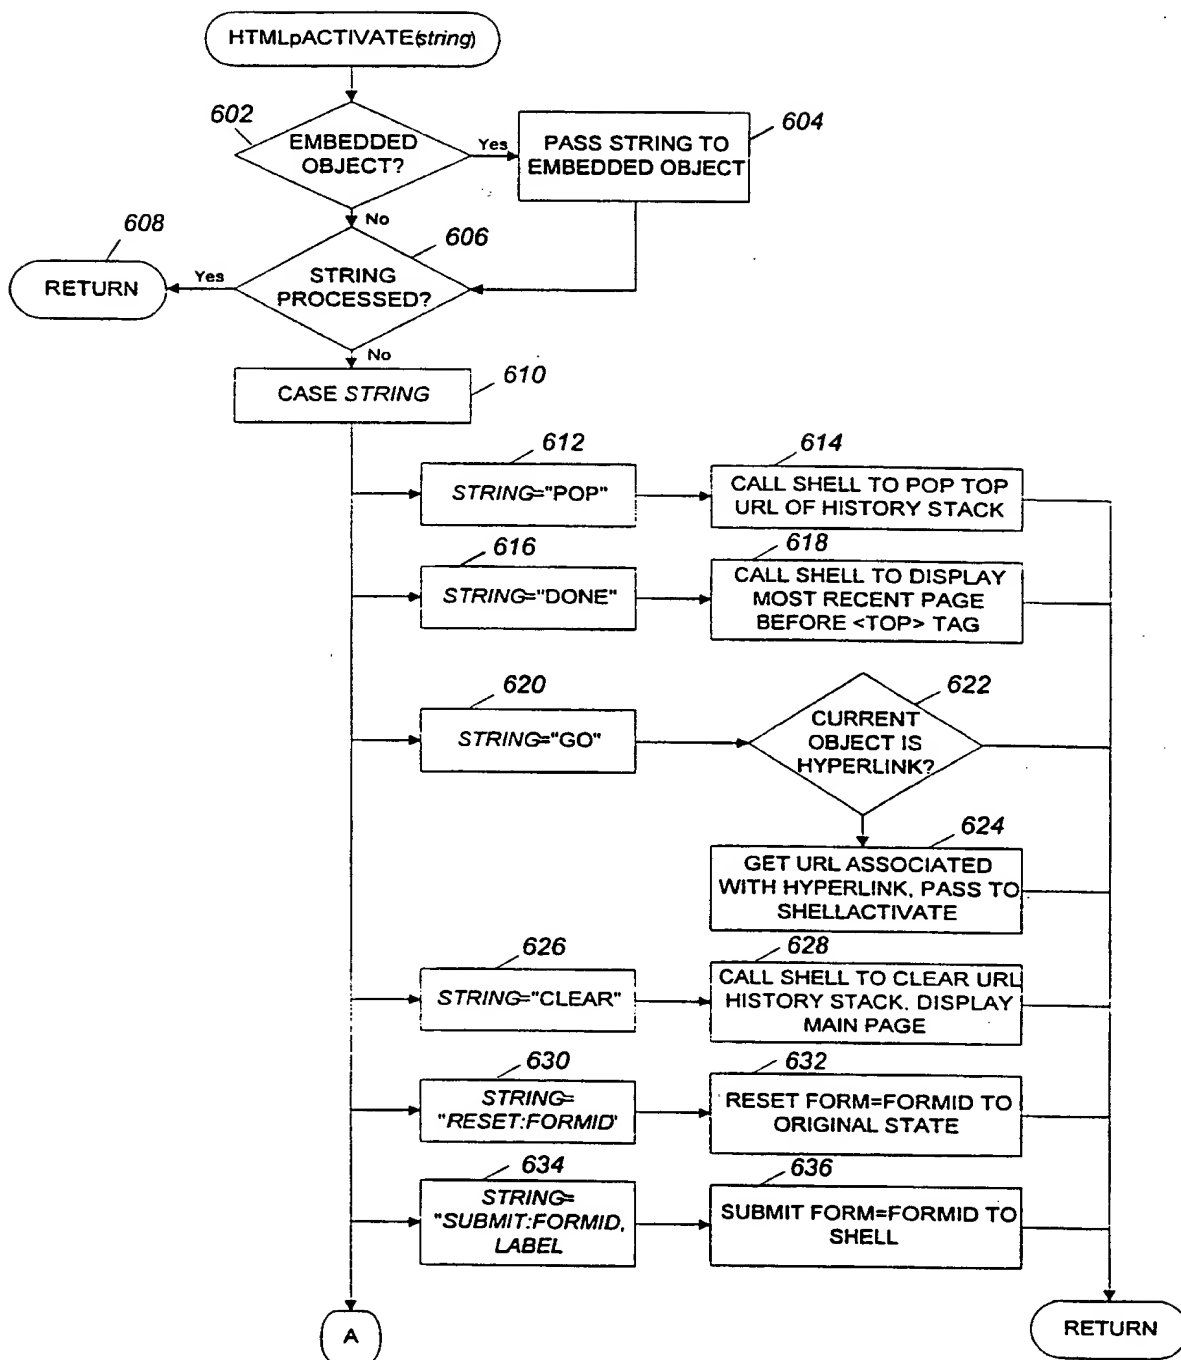 HTMLpACTIVATE(string)
602
EMBEDDED
OBJECT?
Yes
604
PASS STRING TO
EMBEDDED OBJECT
No
608
RETURN
Yes
606
STRING
PROCESSED?
No
610
CASE STRING
612
STRING="POP"
614
CALL SHELL TO POP TOP
URL OF HISTORY STACK
616
STRING="DONE"
618
CALL SHELL TO DISPLAY
MOST RECENT PAGE
BEFORE <TOP> TAG
620
STRING="GO"
622
CURRENT
OBJECT IS
HYPERLINK?
624
GET URL ASSOCIATED
WITH HYPERLINK, PASS TO
SHELLACTIVATE
626
STRING="CLEAR"
628
CALL SHELL TO CLEAR URL
HISTORY STACK. DISPLAY
MAIN PAGE
630
STRING=
"RESET:FORMID'
632
RESET FORM=FORMID TO
ORIGINAL STATE
634
STRING=
"SUBMIT:FORMID,
LABEL
636
SUBMIT FORM=FORMID TO
SHELL
A
RETURN